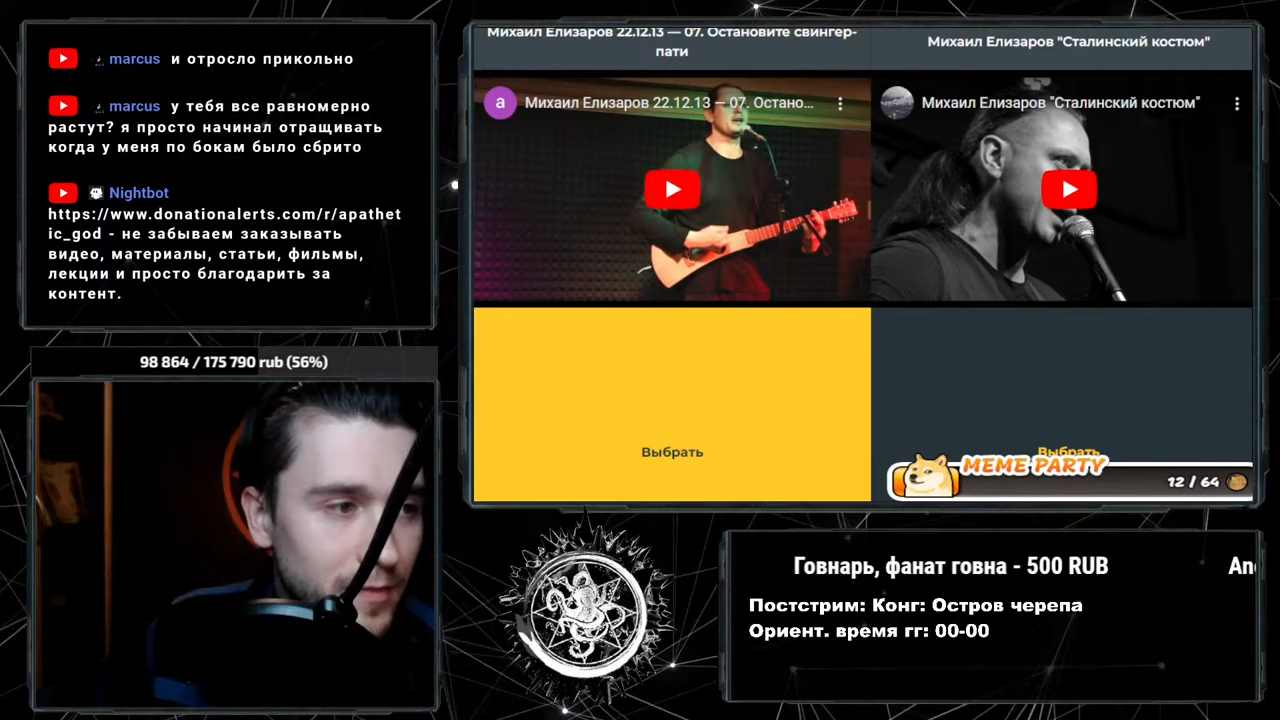 marcus и отросло прикольно
marcus у тебя все равномерно
растут? я просто начинал отращивать
когда у меня по бокам было сбрито
Nightbot
https://www.donationalerts.com/r/apathet
ic_god - не забываем заказывать
видео, материалы, статьи, фильмы,
лекции и просто благодарить за
контент.
98 864 / 175 790 rub (56%)
Михаил Елизаров 22.12.13 — 07. Остановите свингер-
пати
Михаил Елизаров "Сталинский костюм"
a Михаил Елизаров 22.12.13 — 07. Остано...
Михаил Елизаров "Сталинский костюм"
Выбрать
Выбрать
MEME PARTY
12 / 64
Говнарь, фанат говна - 500 RUB
Постстрим: Конг: Остров черепа
Ориент. время гг: 00-00